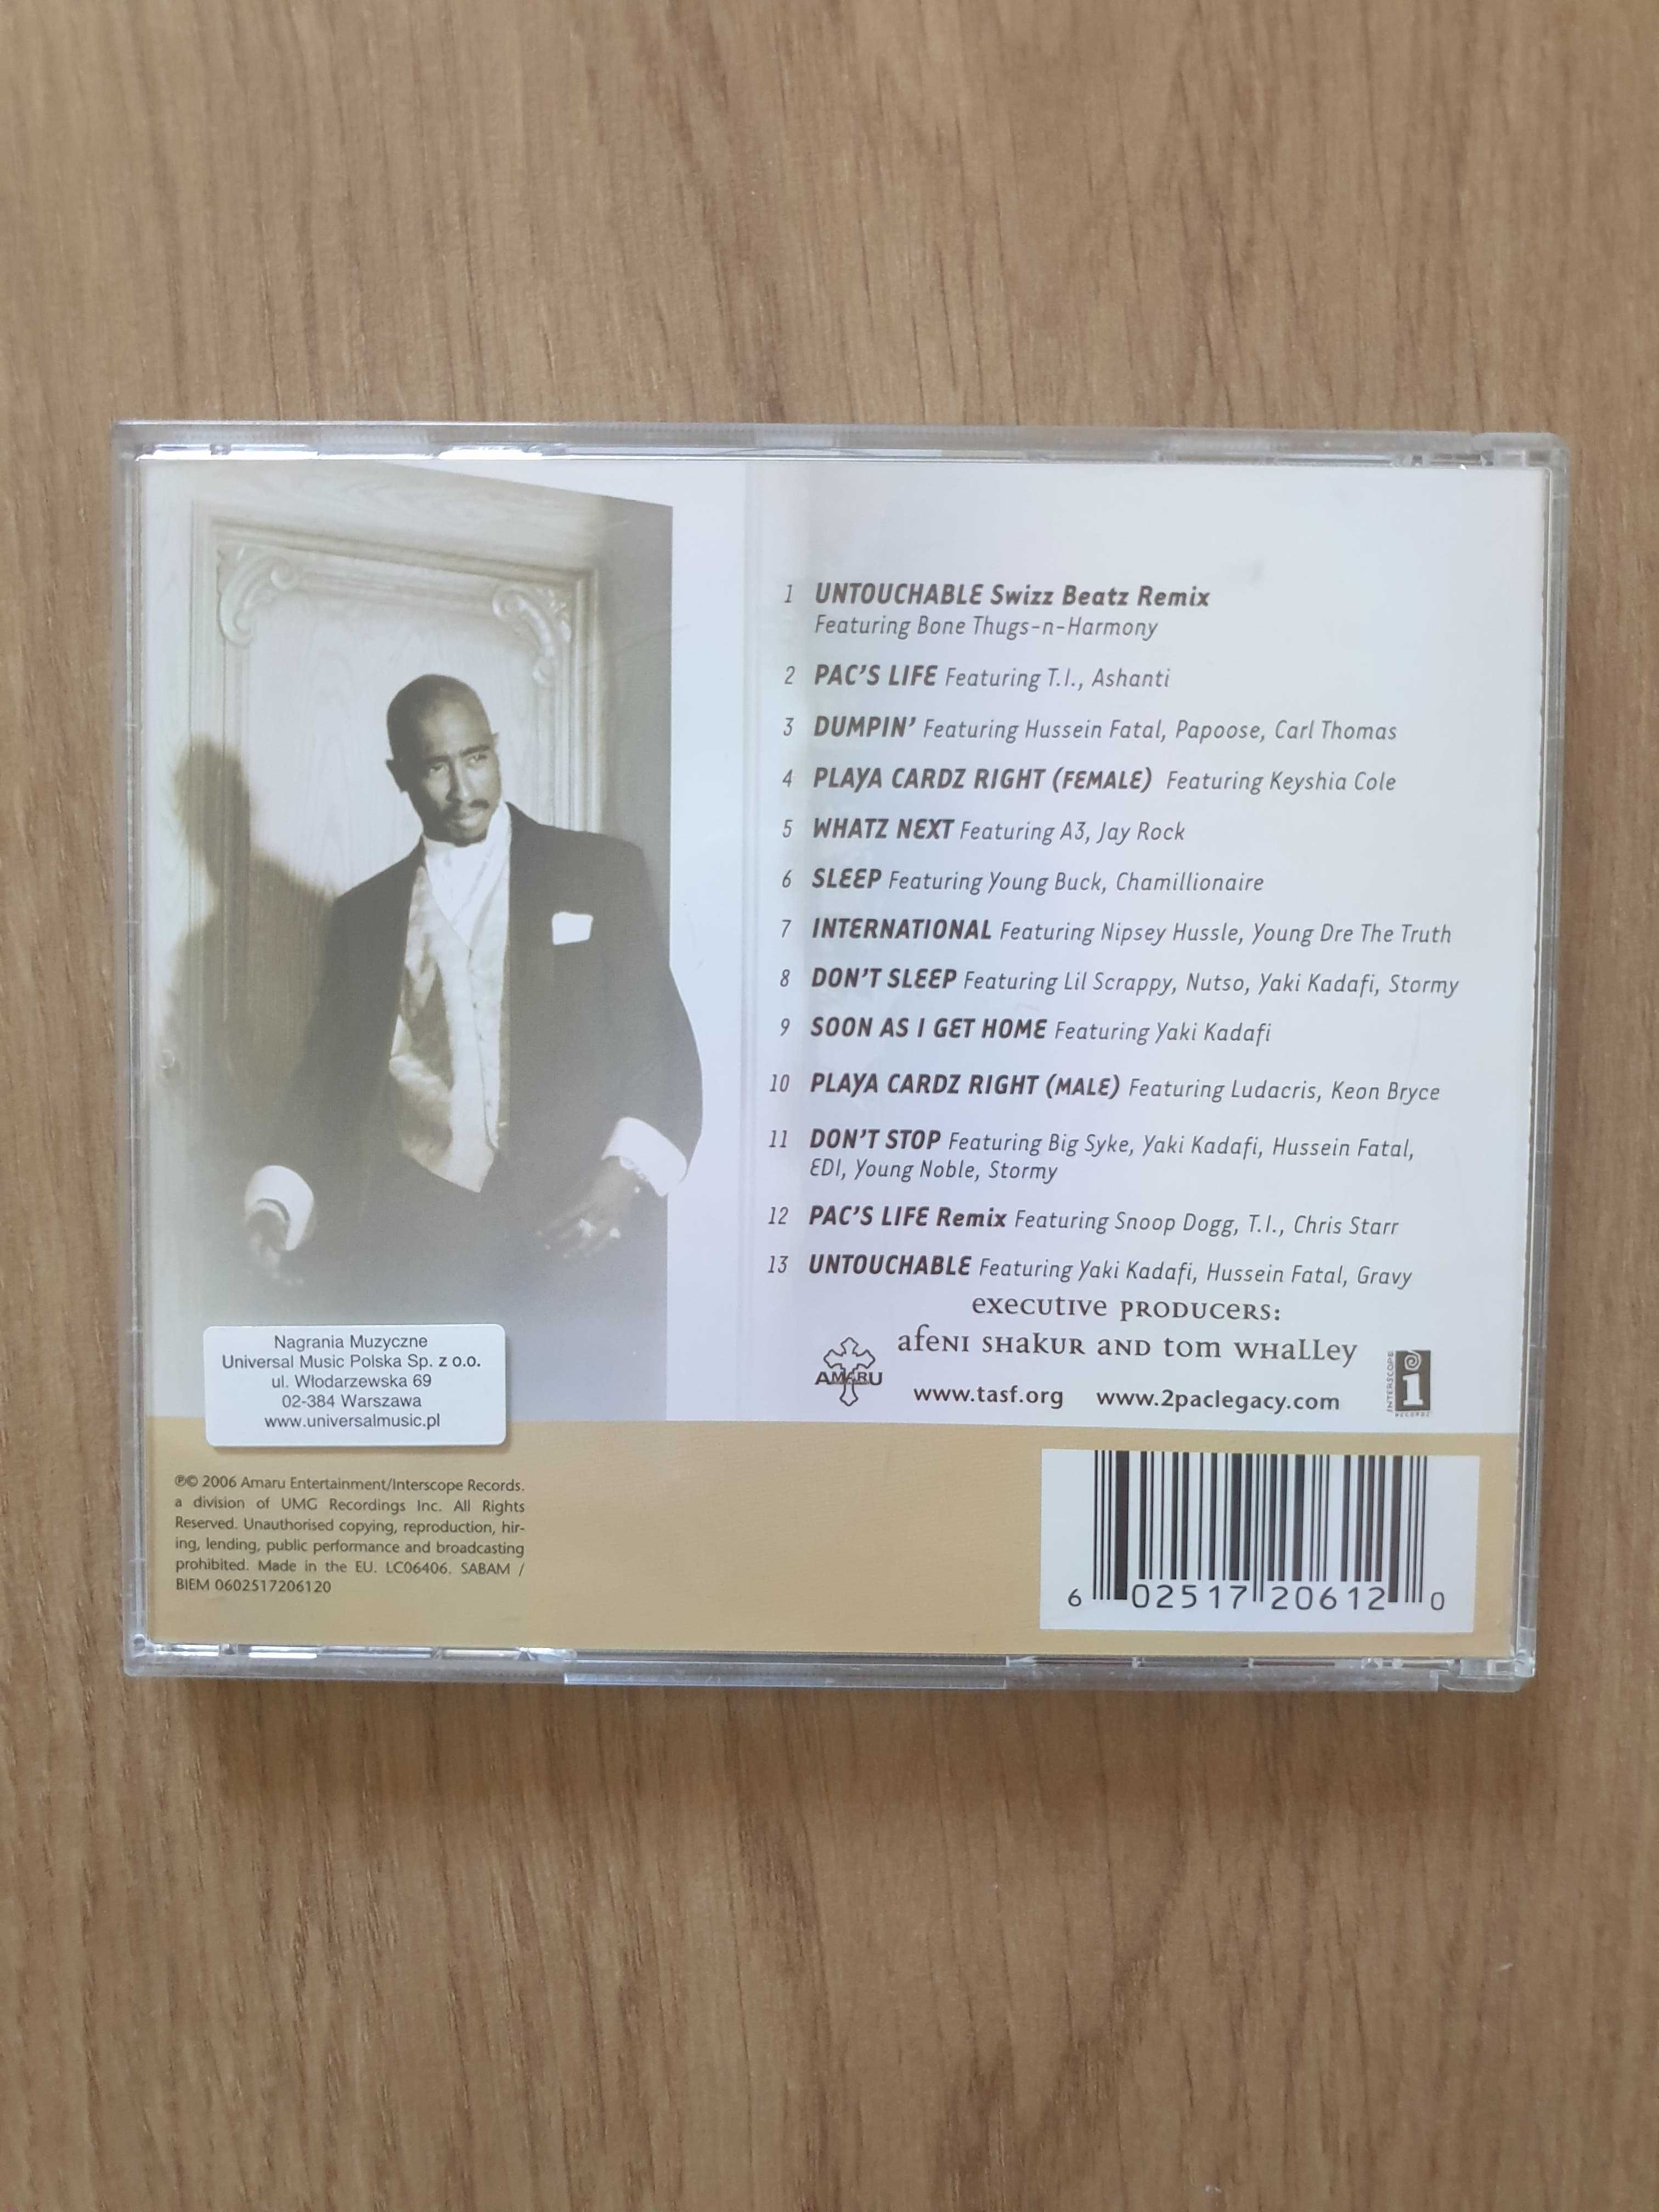 1 UNTOUCHABLE Swizz Beatz Remix
Featuring Bone Thugs-n-Harmony
2 PAC'S LIFE Featuring T.I., Ashanti
3 DUMPIN' Featuring Hussein Fatal, Papoose, Carl Thomas
4 PLAYA CARDZ RIGHT (FEMALE) Featuring Keyshia Cole
5 WHATZ NEXT Featuring A3, Jay Rock
6 SLEEP Featuring Young Buck, Chamillionaire
7 INTERNATIONAL Featuring Nipsey Hussle, Young Dre The Truth
8 DON'T SLEEP Featuring Lil Scrappy, Nutso, Yaki Kadafi, Stormy
9 SOON AS I GET HOME Featuring Yaki Kadafi
10 PLAYA CARDZ RIGHT (MALE) Featuring Ludacris, Keon Bryce
11 DON'T STOP Featuring Big Syke, Yaki Kadafi, Hussein Fatal,
EDI, Young Noble, Stormy
12 PAC'S LIFE Remix Featuring Snoop Dogg, T.I., Chris Starr
13 UNTOUCHABLE Featuring Yaki Kadafi, Hussein Fatal, Gravy
executive PRODUCERS:
afeNI SHakUR AND tom WHaLLey
AMARU
www.tasf.org www.2paclegacy.com
INTERSCOPE
RECORDS
Nagrania Muzyczne
Universal Music Polska Sp. z o.o.
ul. Włodarzewska 69
02-384 Warszawa
www.universalmusic.pl
℗© 2006 Amaru Entertainment/Interscope Records.
a division of UMG Recordings Inc. All Rights
Reserved. Unauthorised copying, reproduction, hir-
ing, lending, public performance and broadcasting
prohibited. Made in the EU. LC06406. SABAM /
BIEM 0602517206120
6 02517 20612 0